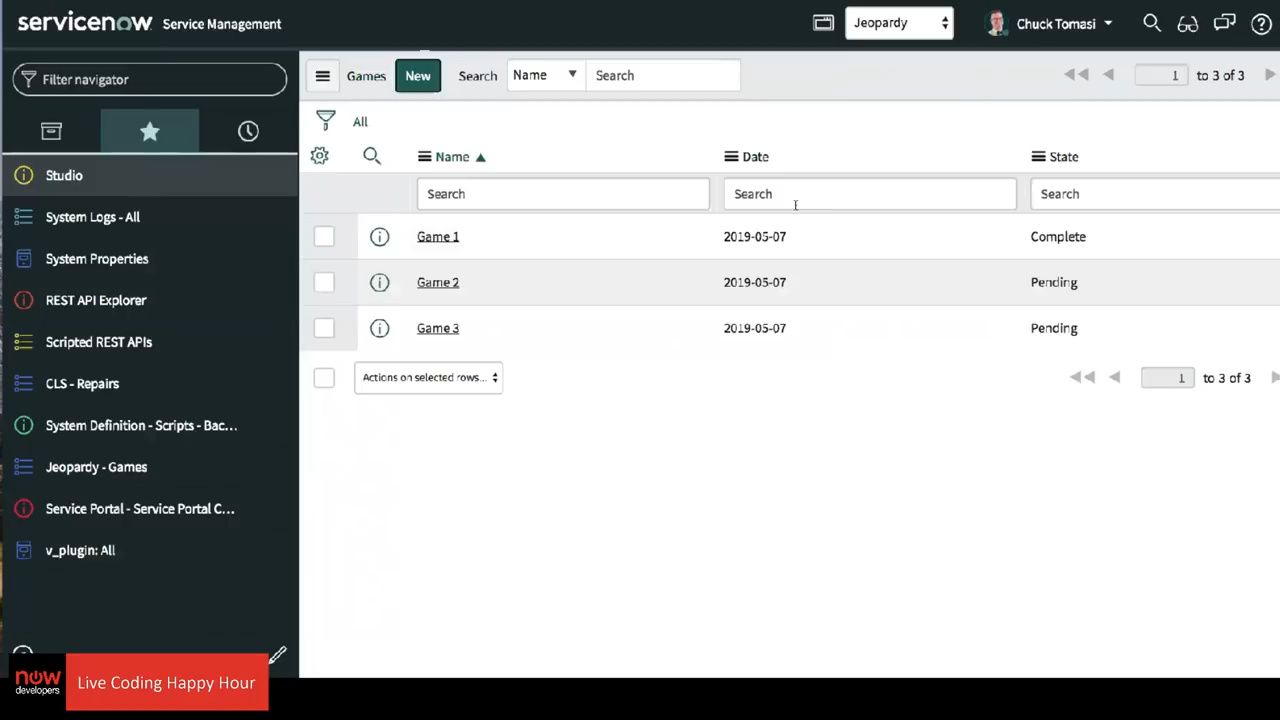 servicenow Service Management
Jeopardy
Chuck Tomasi
Filter navigator
Studio
System Logs - All
System Properties
REST API Explorer
Scripted REST APIs
CLS - Repairs
System Definition - Scripts - Bac...
Jeopardy - Games
Service Portal - Service Portal C...
v_plugin: All
Games New Search Name Search
1 to 3 of 3
All
Name Date State
Search Search Search
Game 1 2019-05-07 Complete
Game 2 2019-05-07 Pending
Game 3 2019-05-07 Pending
Actions on selected rows... 1 to 3 of 3
now
developers
Live Coding Happy Hour